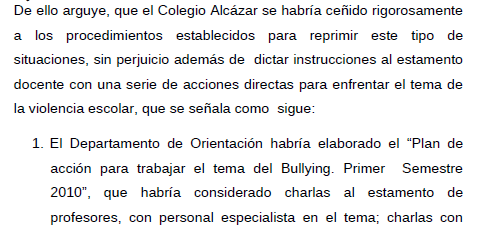 De ello arguye, que el Colegio Alcázar se habría ceñido rigorosamente
a los procedimientos establecidos para reprimir este tipo de
situaciones, sin perjuicio además de dictar instrucciones al estamento
docente con una serie de acciones directas para enfrentar el tema de
la violencia escolar, que se señala como sigue:
1. El Departamento de Orientación habría elaborado el “Plan de
acción para trabajar el tema del Bullying. Primer Semestre
2010”, que habría considerado charlas al estamento de
profesores, con personal especialista en el tema; charlas con